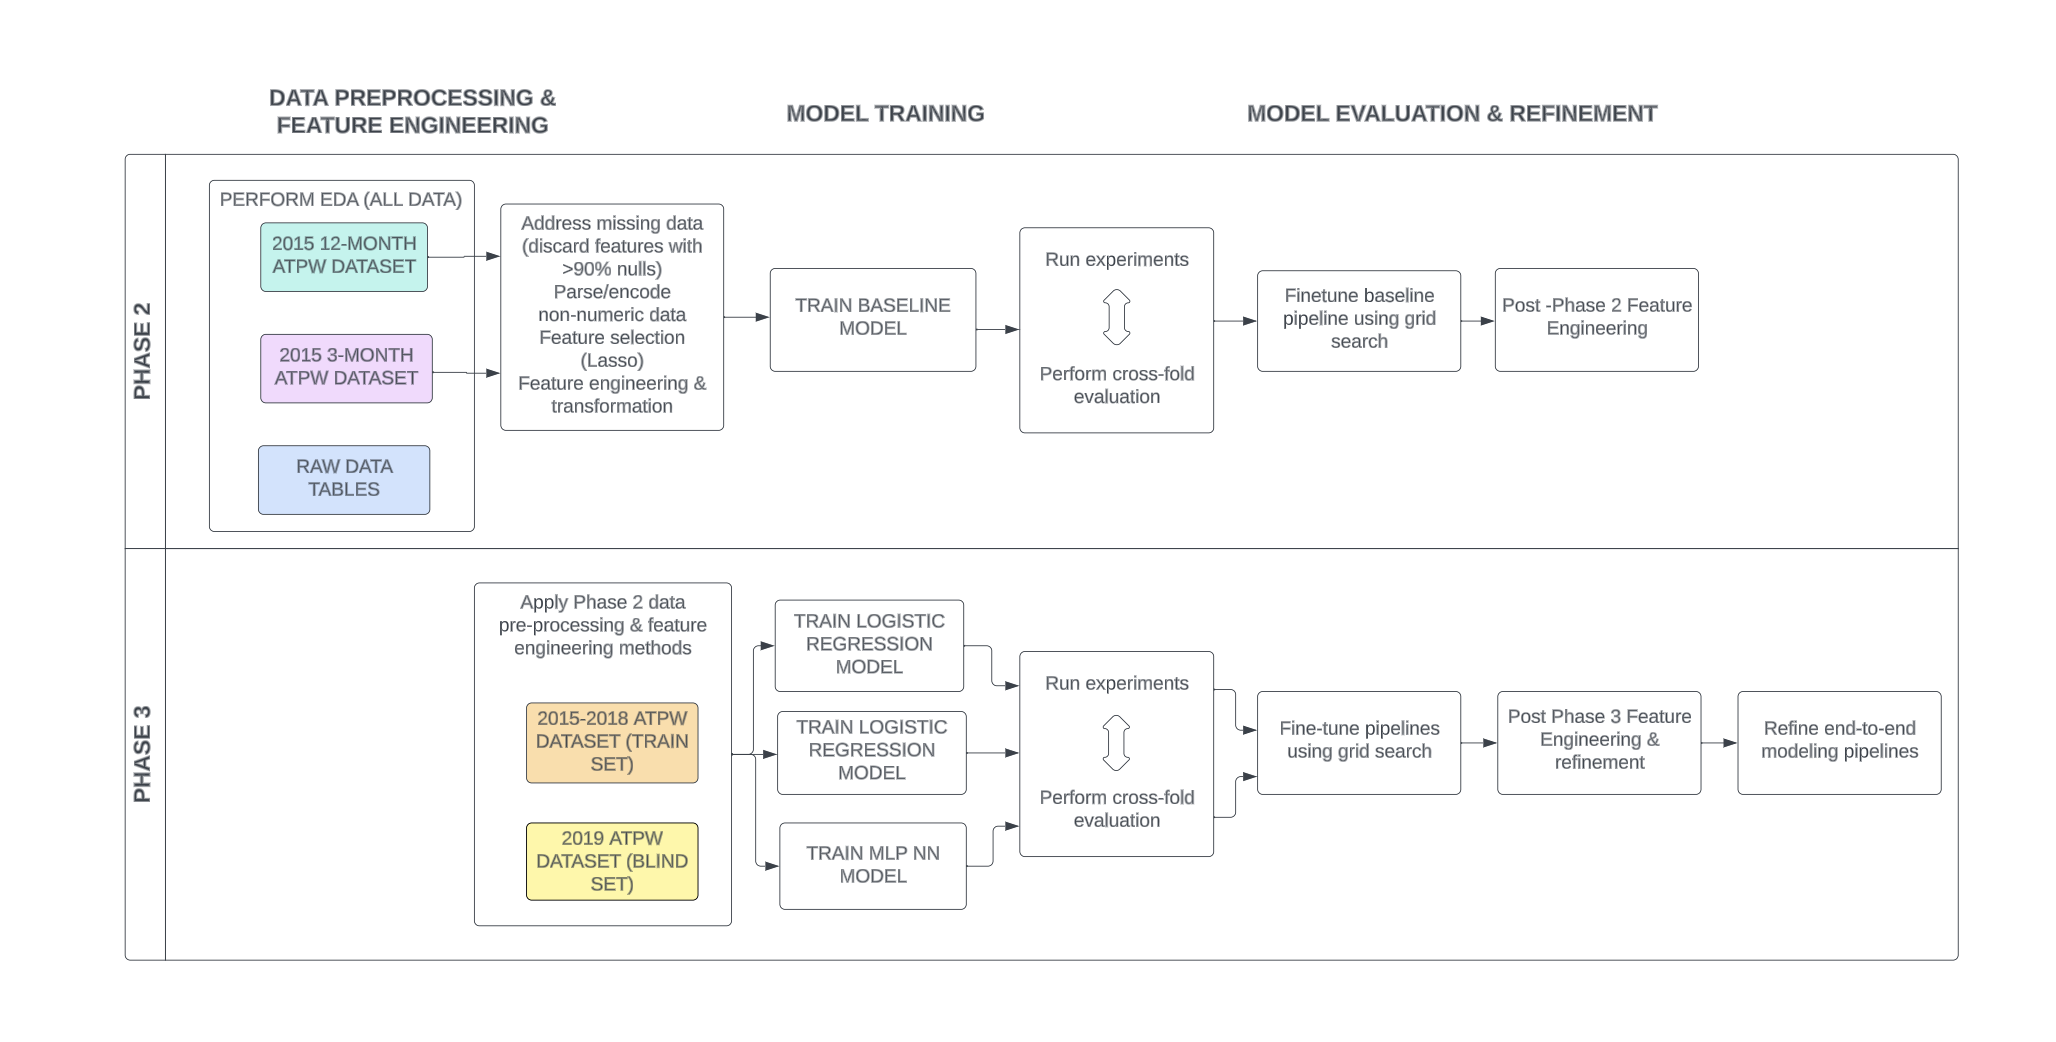 DATA PREPROCESSING &
FEATURE ENGINEERING
MODEL TRAINING
MODEL EVALUATION & REFINEMENT
PHASE 2
PERFORM EDA (ALL DATA)
2015 12-MONTH
ATPW DATASET
2015 3-MONTH
ATPW DATASET
RAW DATA
TABLES
Address missing data
(discard features with
>90% nulls)
Parse/encode
non-numeric data
Feature selection
(Lasso)
Feature engineering &
transformation
TRAIN BASELINE
MODEL
Run experiments
Perform cross-fold
evaluation
Finetune baseline
pipeline using grid
search
Post -Phase 2 Feature
Engineering
PHASE 3
Apply Phase 2 data
pre-processing & feature
engineering methods
2015-2018 ATPW
DATASET (TRAIN
SET)
2019 ATPW
DATASET (BLIND
SET)
TRAIN LOGISTIC
REGRESSION
MODEL
TRAIN LOGISTIC
REGRESSION
MODEL
TRAIN MLP NN
MODEL
Run experiments
Perform cross-fold
evaluation
Fine-tune pipelines
using grid search
Post Phase 3 Feature
Engineering &
refinement
Refine end-to-end
modeling pipelines